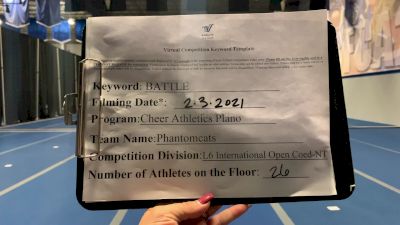 Virtual Competition Keyword Template
Keyword: BATTLE
Filming Date*: 2.3.2021
Program: Cheer Athletics Plano
Team Name: Phantomcats
Competition Division: L6 International Open Coed-NT
Number of Athletes on the Floor: 26